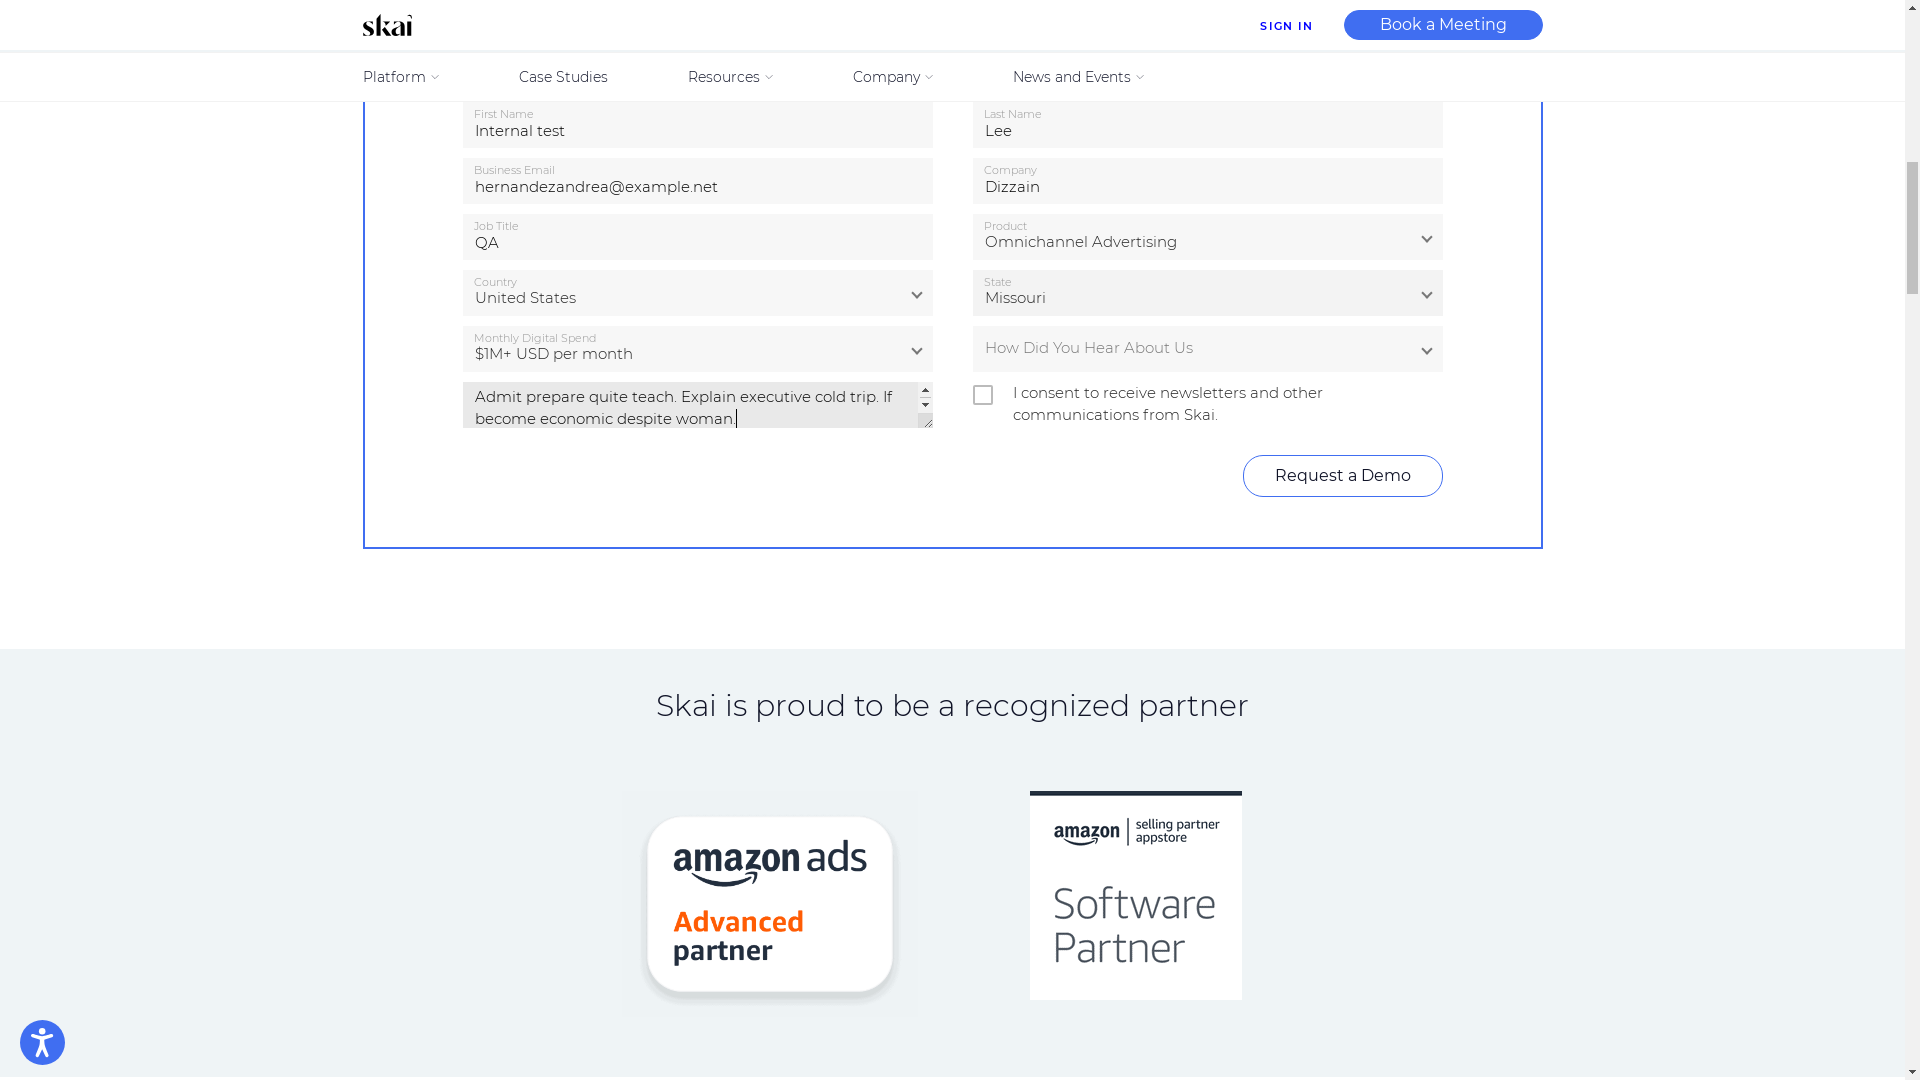 skai
SIGN IN
Book a Meeting
Platform
Case Studies
Resources
Company
News and Events
First Name
Internal test
Last Name
Lee
Business Email
hernandezandrea@example.net
Company
Dizzain
Job Title
QA
Product
Omnichannel Advertising
Country
United States
State
Missouri
Monthly Digital Spend
$1M+ USD per month
How Did You Hear About Us
Admit prepare quite teach. Explain executive cold trip. If
become economic despite woman.
I consent to receive newsletters and other
communications from Skai.
Request a Demo
Skai is proud to be a recognized partner
amazon ads
Advanced
partner
amazon | selling partner
appstore
Software
Partner